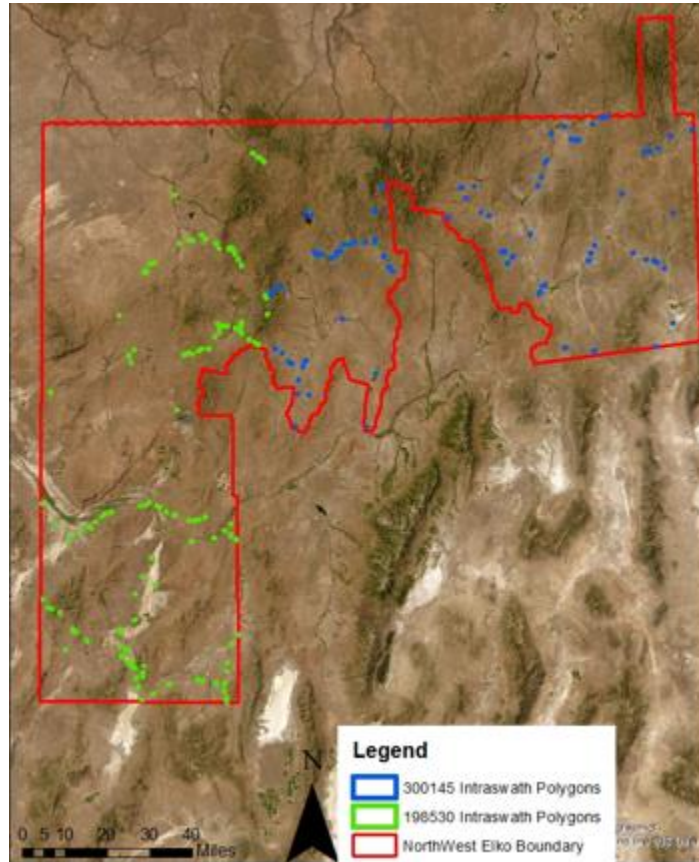 Legend
N
300145 Intraswath Polygons
198530 Intraswath Polygons
NorthWest Elko Boundary
0 5 10 20 30 40
Miles